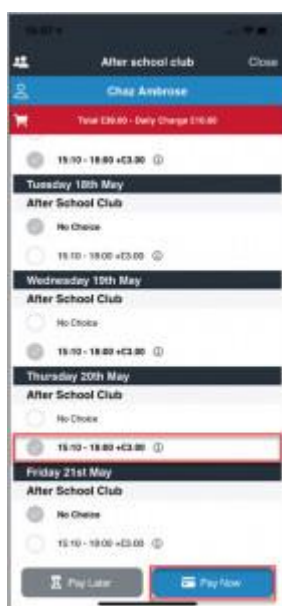 After school club Close
Chaz Ambrose
15:10 - 18:00 +£3.00
Tuesday 18th May
After School Club
No Choice
15:10 - 18:00 +£3.00
Wednesday 19th May
After School Club
No Choice
15:10 - 18:00 +£3.00
Thursday 20th May
After School Club
No Choice
15:10 - 18:00 +£3.00
Friday 21st May
After School Club
No Choice
15:10 - 18:00 +£3.00
Pay Later Pay Now